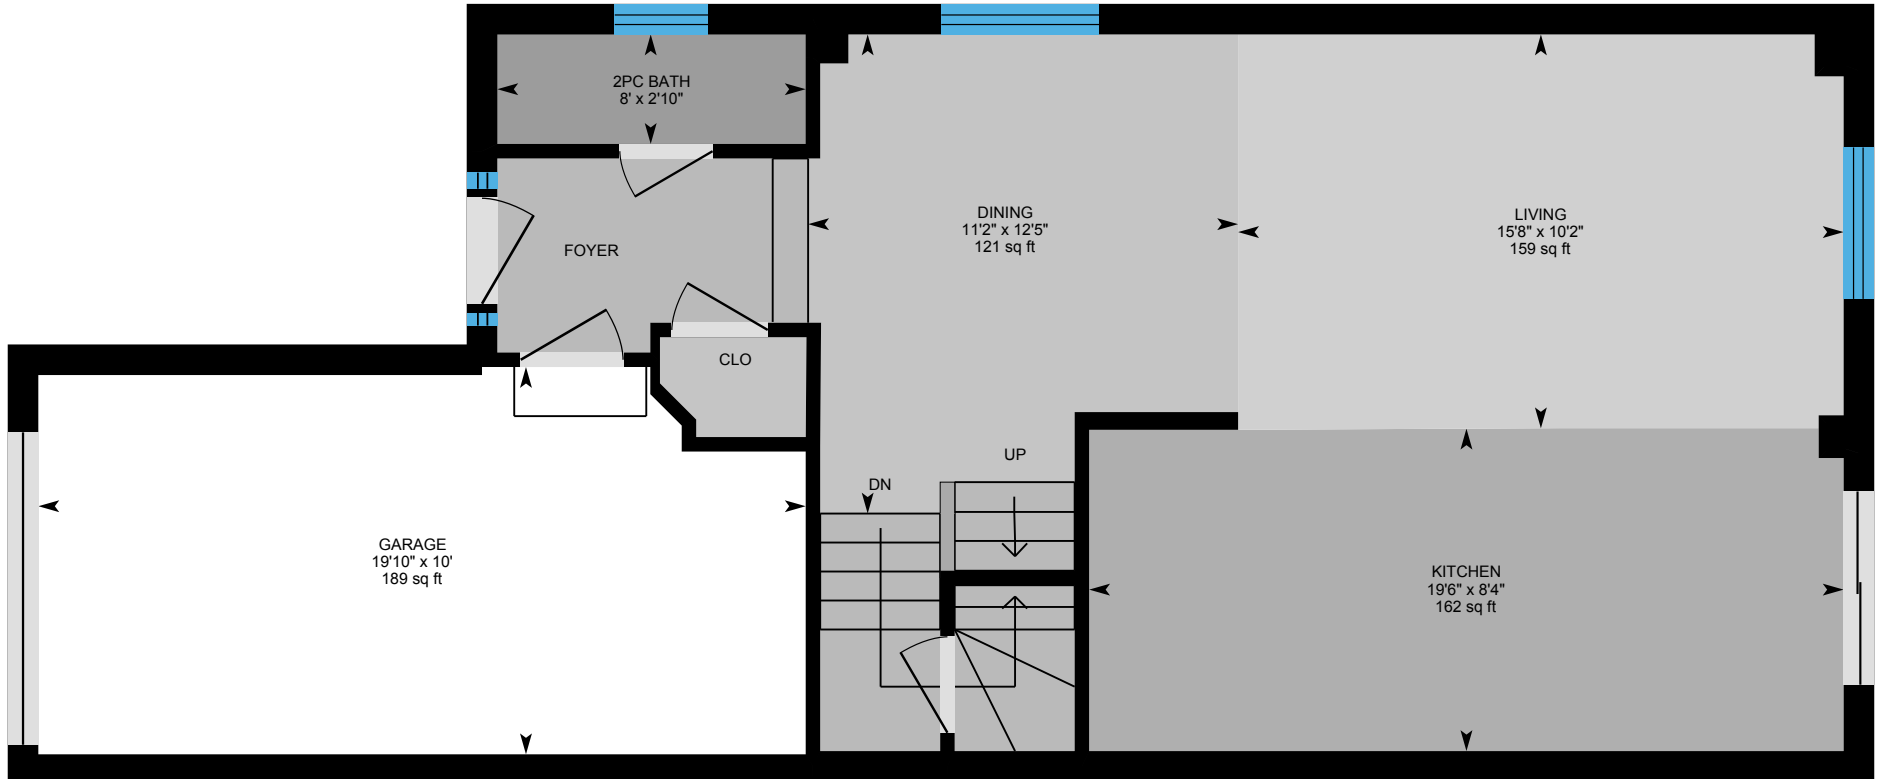 2PC BATH
8' x 2'10"
DINING
11'2" x 12'5"
121 sq ft
LIVING
15'8" x 10'2"
159 sq ft
FOYER
CLO
UP
DN
GARAGE
19'10" x 10'
189 sq ft
KITCHEN
19'6" x 8'4"
162 sq ft